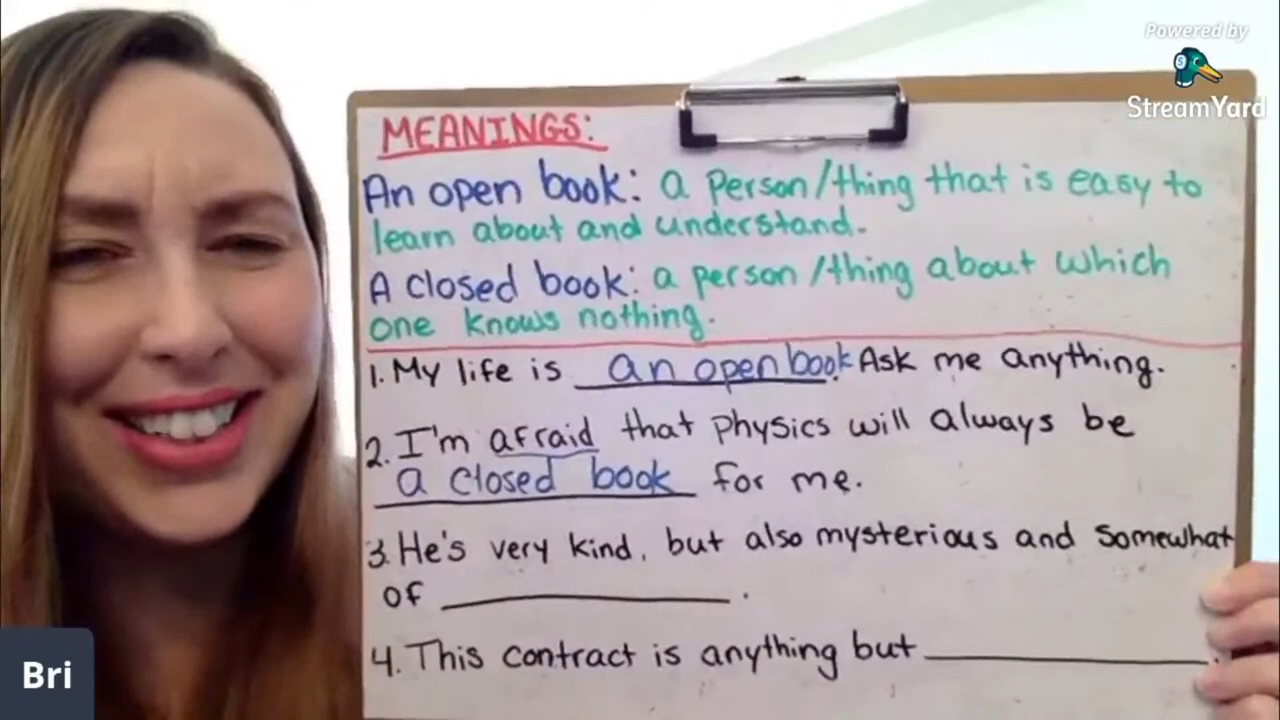 Powered by
StreamYard
MEANINGS:
An open book: a person/thing that is easy to
learn about and understand.
A closed book: a person/thing about which
one knows nothing.
1. My life is an open book. Ask me anything.
2. I'm afraid that physics will always be
a closed book for me.
3. He's very kind, but also mysterious and somewhat
of __________.
4. This contract is anything but __________.
Bri